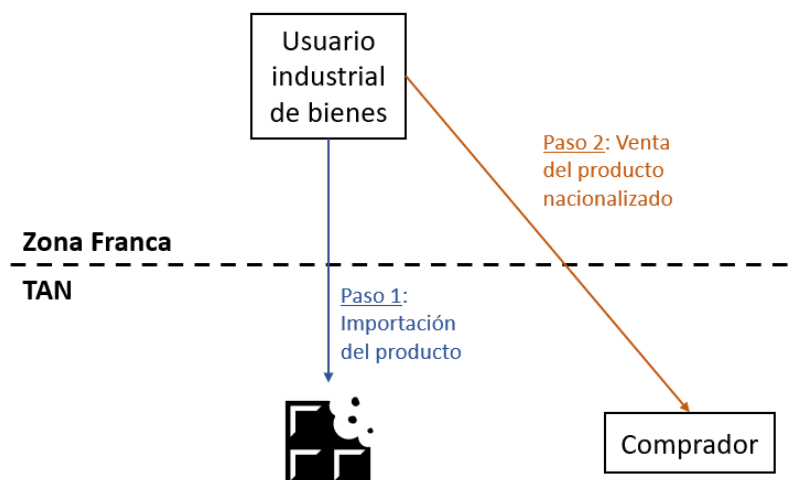 Usuario
industrial
de bienes
Paso 2: Venta
del producto
nacionalizado
Zona Franca
TAN
Paso 1:
Importación
del producto
Comprador